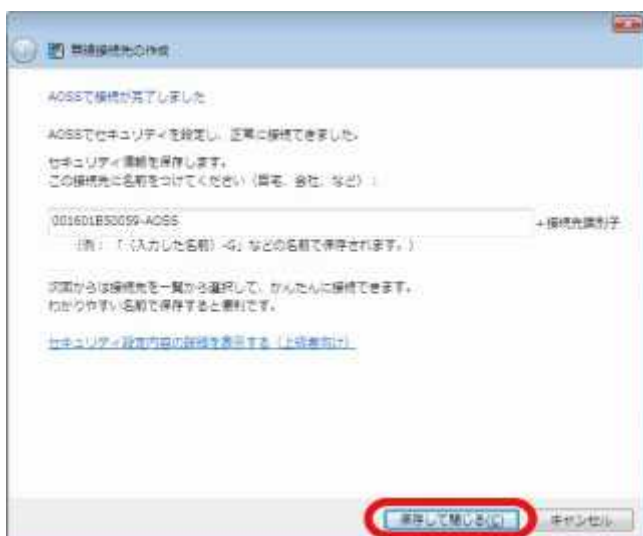 無線接続先の作成
AOSSで接続が完了しました
AOSSでセキュリティを設定し、正常に接続できました。
セキュリティ情報を保存します。
この接続先に名前をつけてください（自宅、会社、など）：
001601B50059-AOSS
+接続先識別子
（例：「（入力した名前）-G」などの名前で保存されます。）
次回からは接続先を一覧から選択して、かんたんに接続できます。
わかりやすい名前で保存すると便利です。
セキュリティ設定内容の詳細を表示する（上級者向け）
保存して閉じる(C)
キャンセル